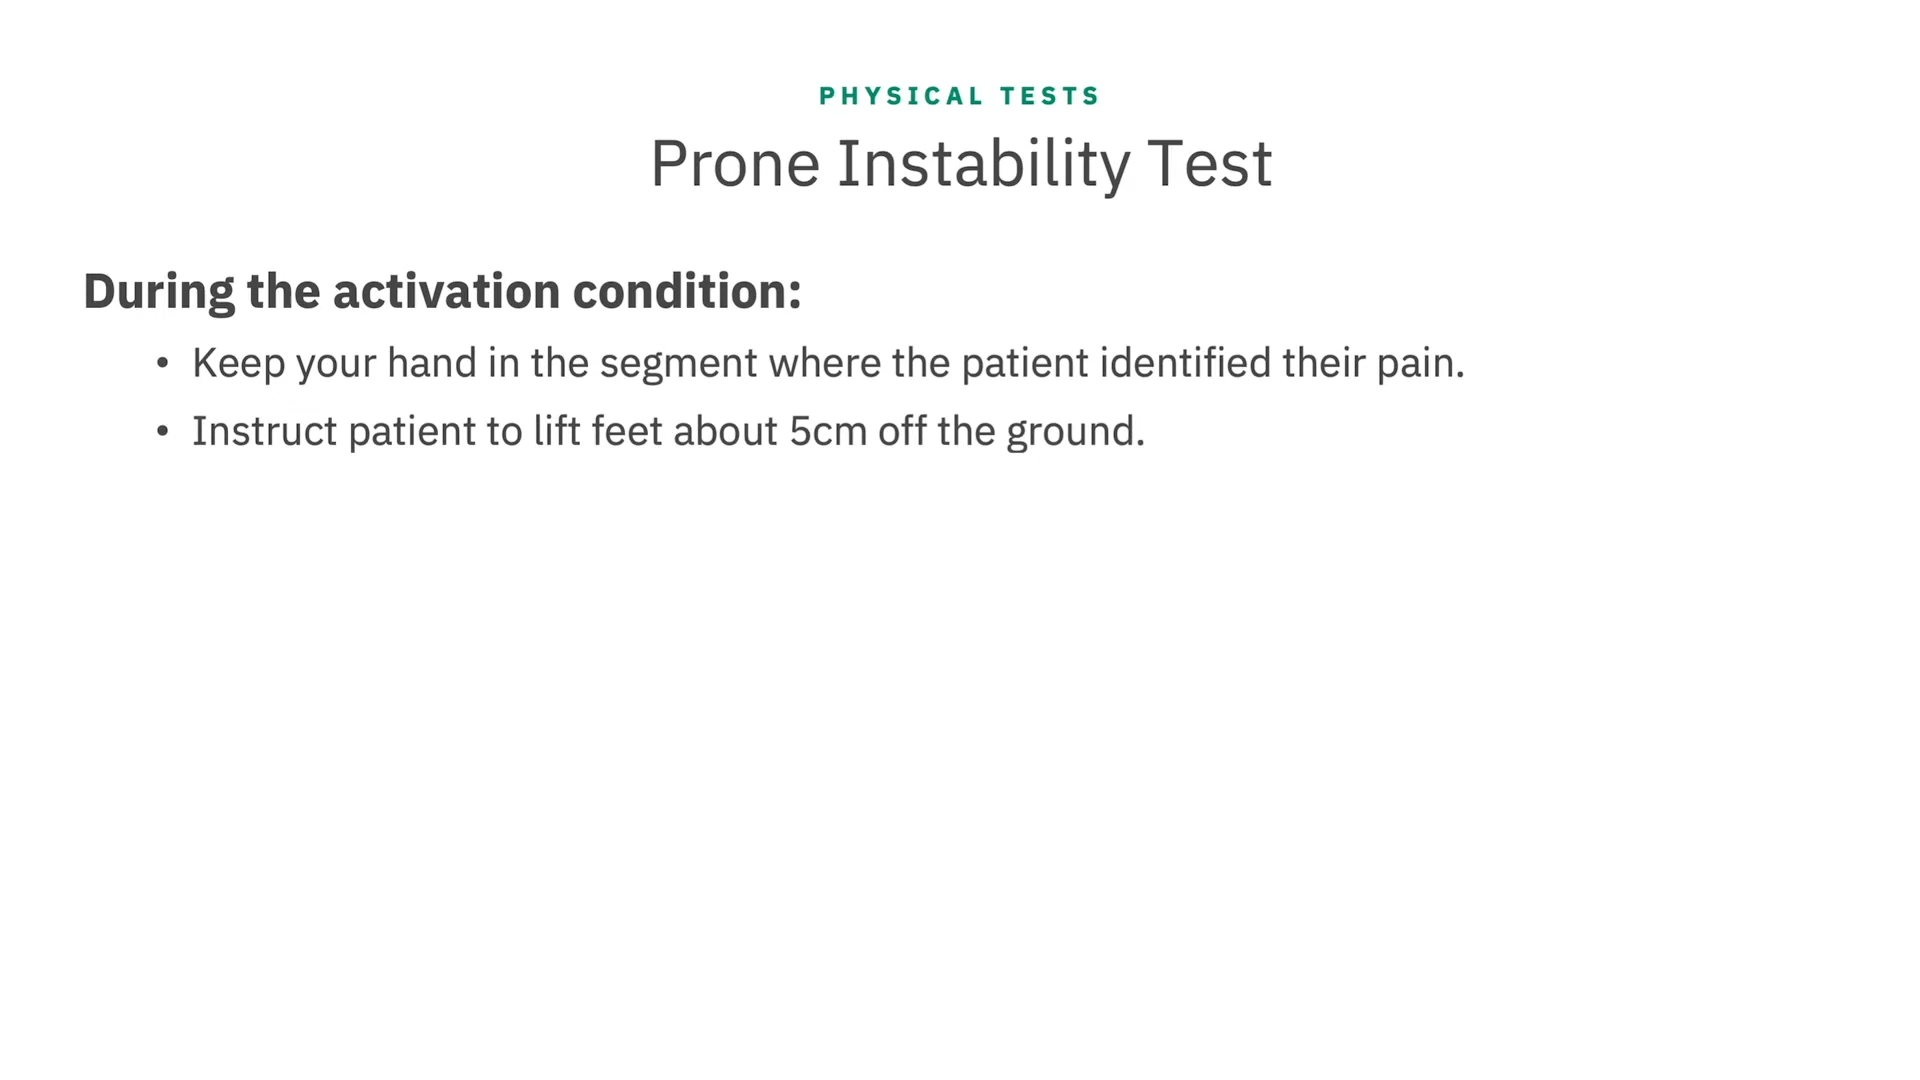 PHYSICAL TESTS
Prone Instability Test
During the activation condition:
• Keep your hand in the segment where the patient identified their pain.
• Instruct patient to lift feet about 5cm off the ground.